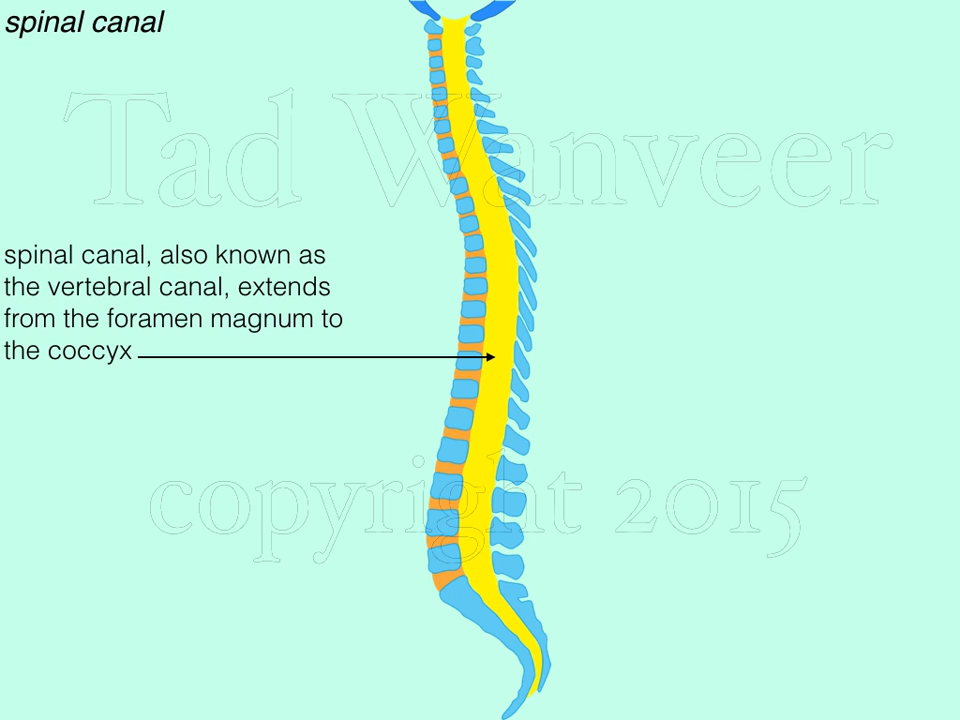 spinal canal
Tad Wanveer
spinal canal, also known as
the vertebral canal, extends
from the foramen magnum to
the coccyx
copyright 2015